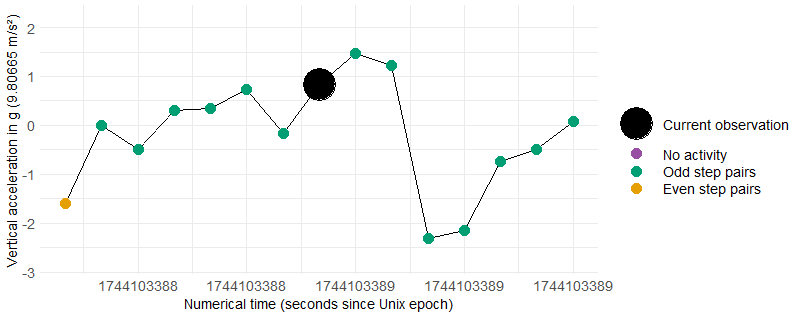 Vertical acceleration in g (9.80665 m/s²)
2
1
0
-1
-2
-3
1744103388 1744103388 1744103389 1744103389 1744103389
Numerical time (seconds since Unix epoch)
Current observation
No activity
Odd step pairs
Even step pairs